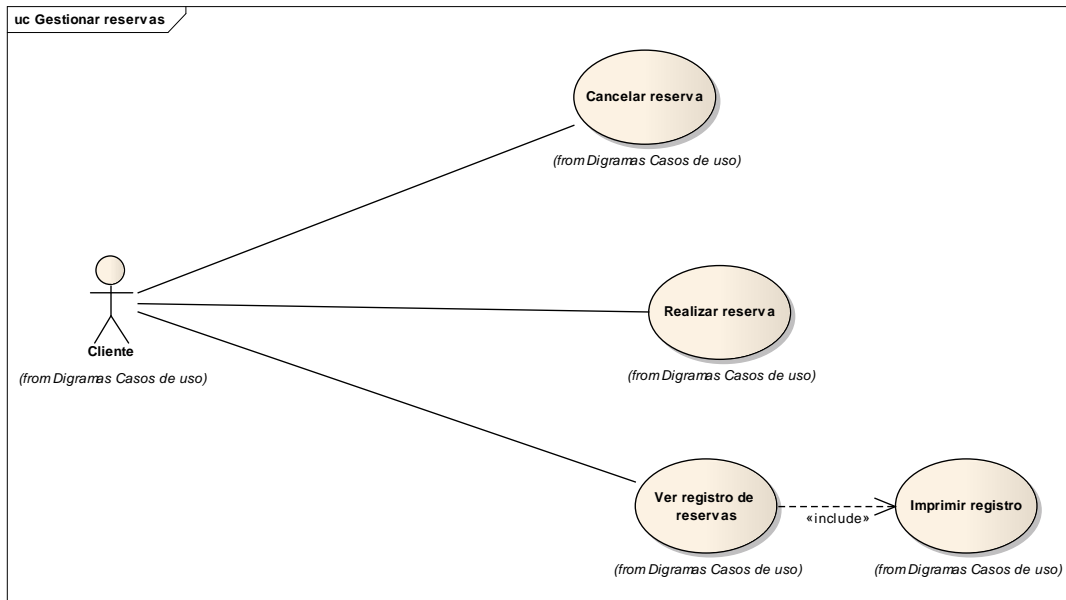 uc Gestionar reservas
Cancelar reserva
(from Digramas Casos de uso)
Realizar reserva
(from Digramas Casos de uso)
Cliente
(from Digramas Casos de uso)
Ver registro de
reservas
«include»
Imprimir registro
(from Digramas Casos de uso)
(from Digramas Casos de uso)